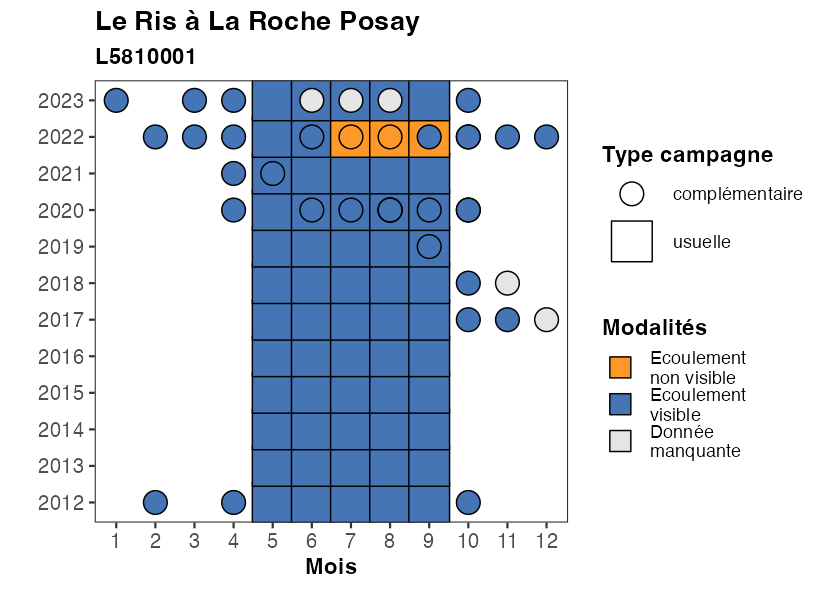 Le Ris à La Roche Posay
L5810001
2023
2022
2021
2020
2019
2018
2017
2016
2015
2014
2013
2012
1 2 3 4 5 6 7 8 9 10 11 12
Mois
Type campagne
complémentaire
usuelle
Modalités
Ecoulement
non visible
Ecoulement
visible
Donnée
manquante